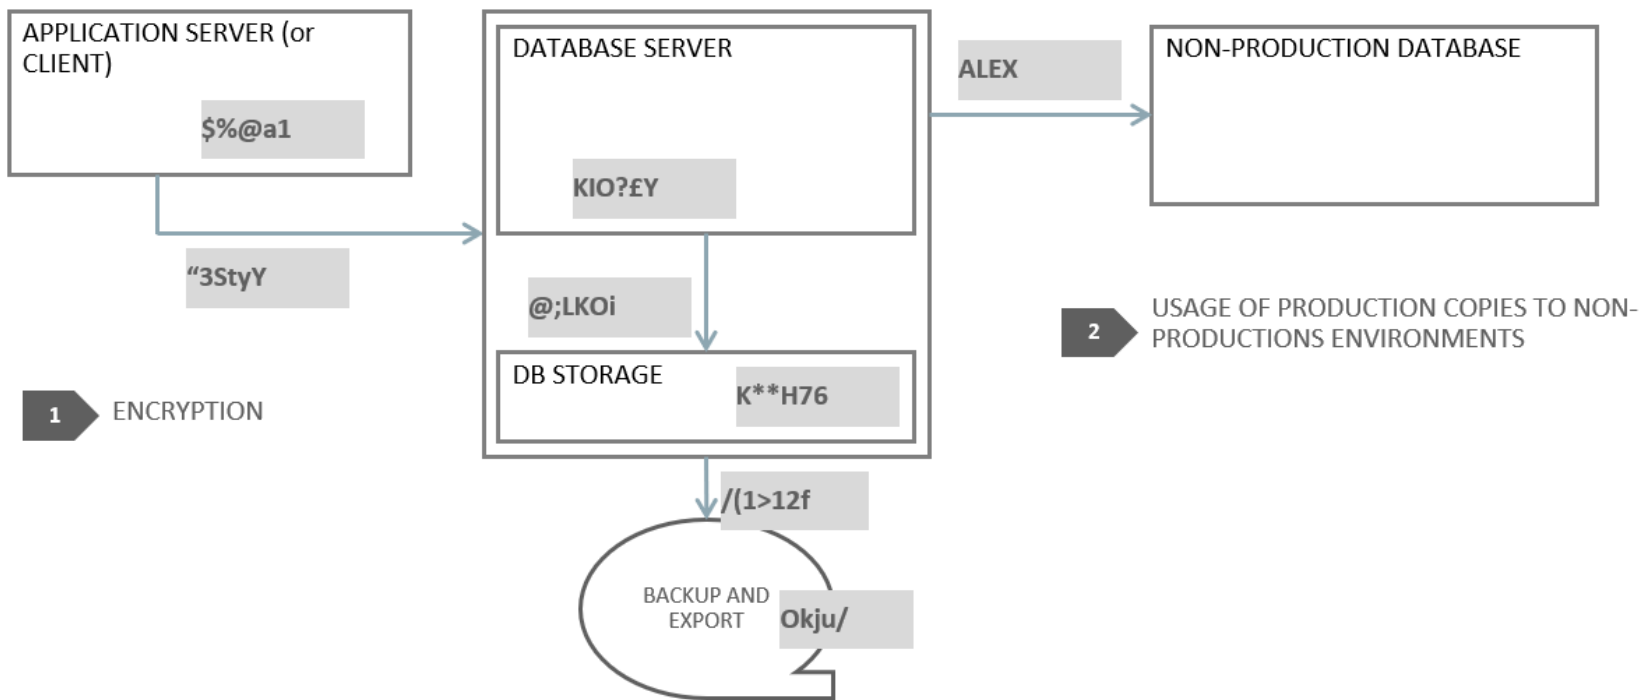 APPLICATION SERVER (or
CLIENT)
$%@a1
“3StyY
DATABASE SERVER
KIO?£Y
@;LKOi
DB STORAGE
K**H76
/(1>12f
BACKUP AND
EXPORT
Okju/
ALEX
NON-PRODUCTION DATABASE
1
ENCRYPTION
2
USAGE OF PRODUCTION COPIES TO NON-
PRODUCTIONS ENVIRONMENTS